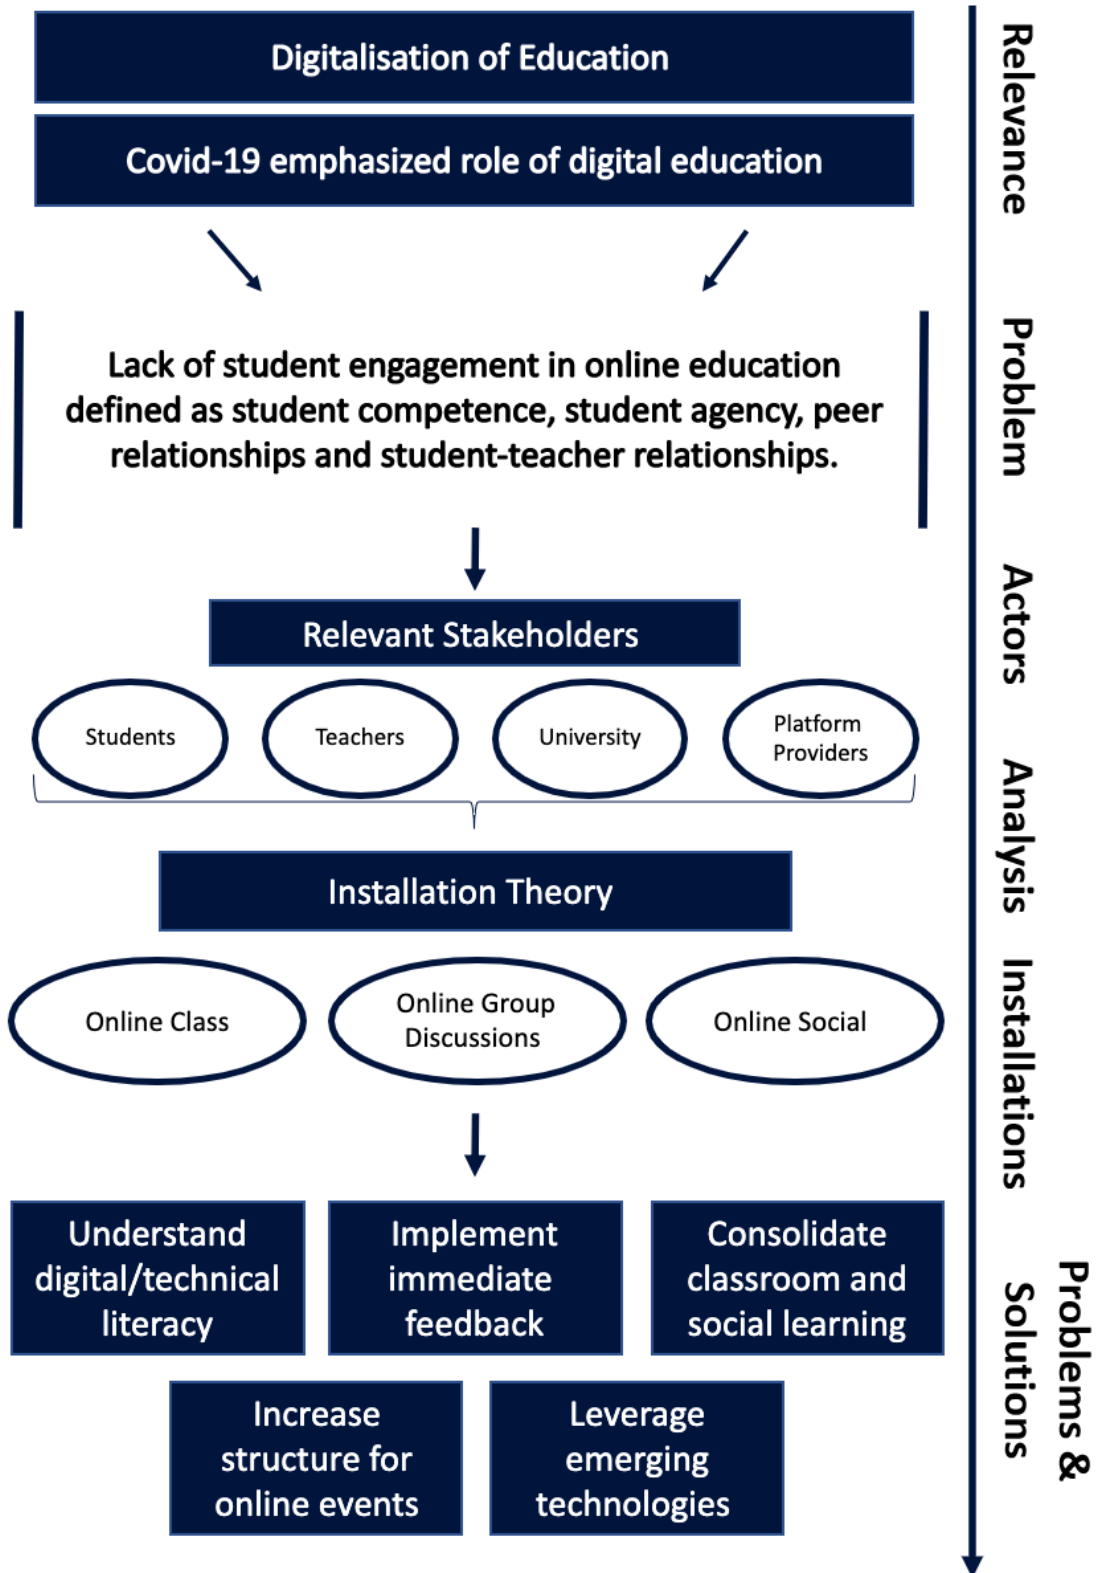 Digitalisation of Education
Covid-19 emphasized role of digital education
Relevance
Lack of student engagement in online education
defined as student competence, student agency, peer
relationships and student-teacher relationships.
Problem
Relevant Stakeholders
Actors
Students
Teachers
University
Platform
Providers
Analysis
Installation Theory
Online Class
Online Group
Discussions
Online Social
Installations
Understand
digital/technical
literacy
Implement
immediate
feedback
Consolidate
classroom and
social learning
Increase
structure for
online events
Leverage
emerging
technologies
Problems &
Solutions